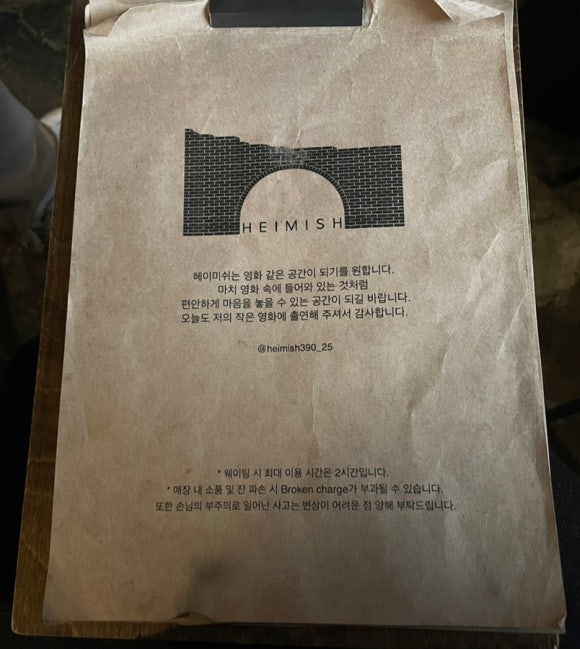 HEIMISH
헤이미쉬는 영화 같은 공간이 되기를 원합니다.
마치 영화 속에 들어와 있는 것처럼
편안하게 마음을 놓을 수 있는 공간이 되길 바랍니다.
오늘도 저의 작은 영화에 출연해 주셔서 감사합니다.
@heimish390_25
* 웨이팅 시 최대 이용 시간은 2시간입니다.
* 매장 내 소품 및 잔 파손 시 Broken charge가 부과될 수 있습니다.
또한 손님의 부주의로 일어난 사고는 변상이 어려운 점 양해 부탁드립니다.